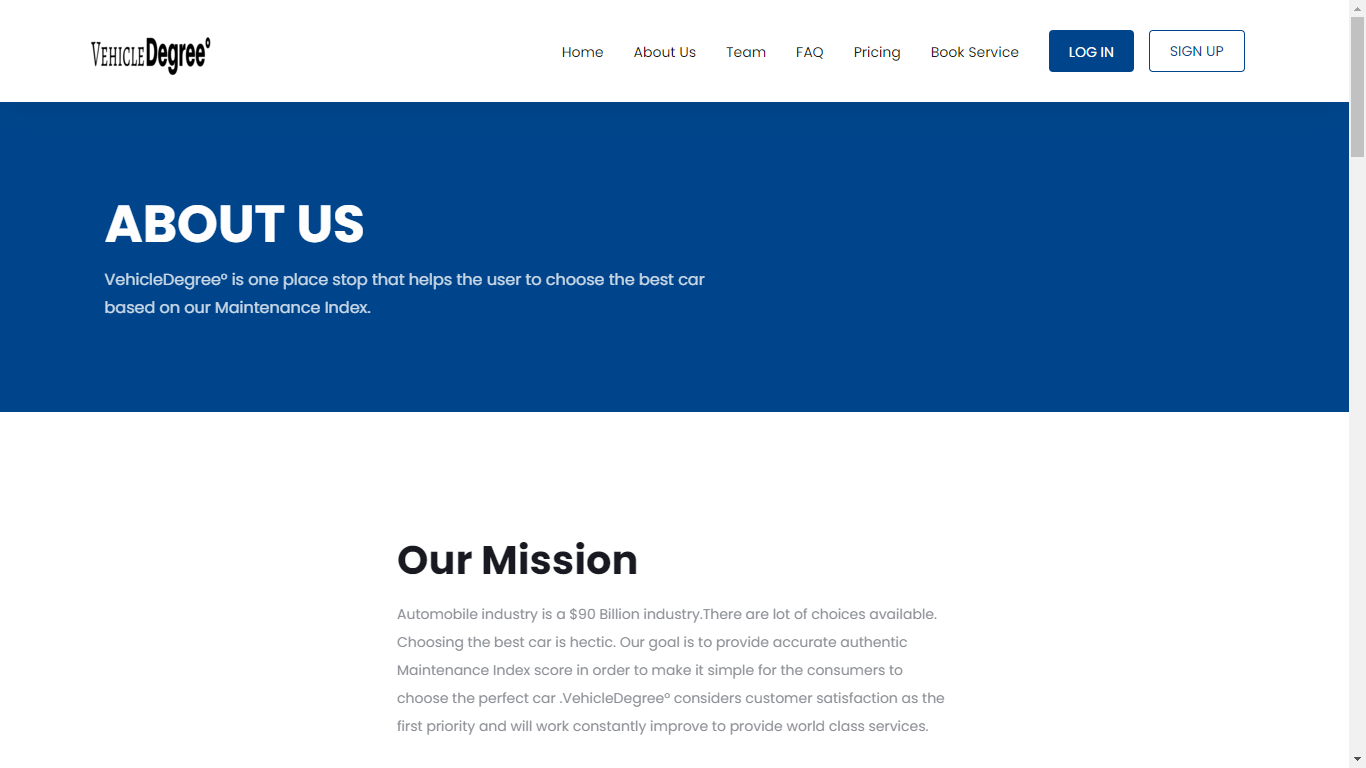 VEHICLEDegree°
Home About Us Team FAQ Pricing Book Service LOG IN SIGN UP
ABOUT US
VehicleDegree° is one place stop that helps the user to choose the best car
based on our Maintenance Index.
Our Mission
Automobile industry is a $90 Billion industry.There are lot of choices available.
Choosing the best car is hectic. Our goal is to provide accurate authentic
Maintenance Index score in order to make it simple for the consumers to
choose the perfect car .VehicleDegree° considers customer satisfaction as the
first priority and will work constantly improve to provide world class services.